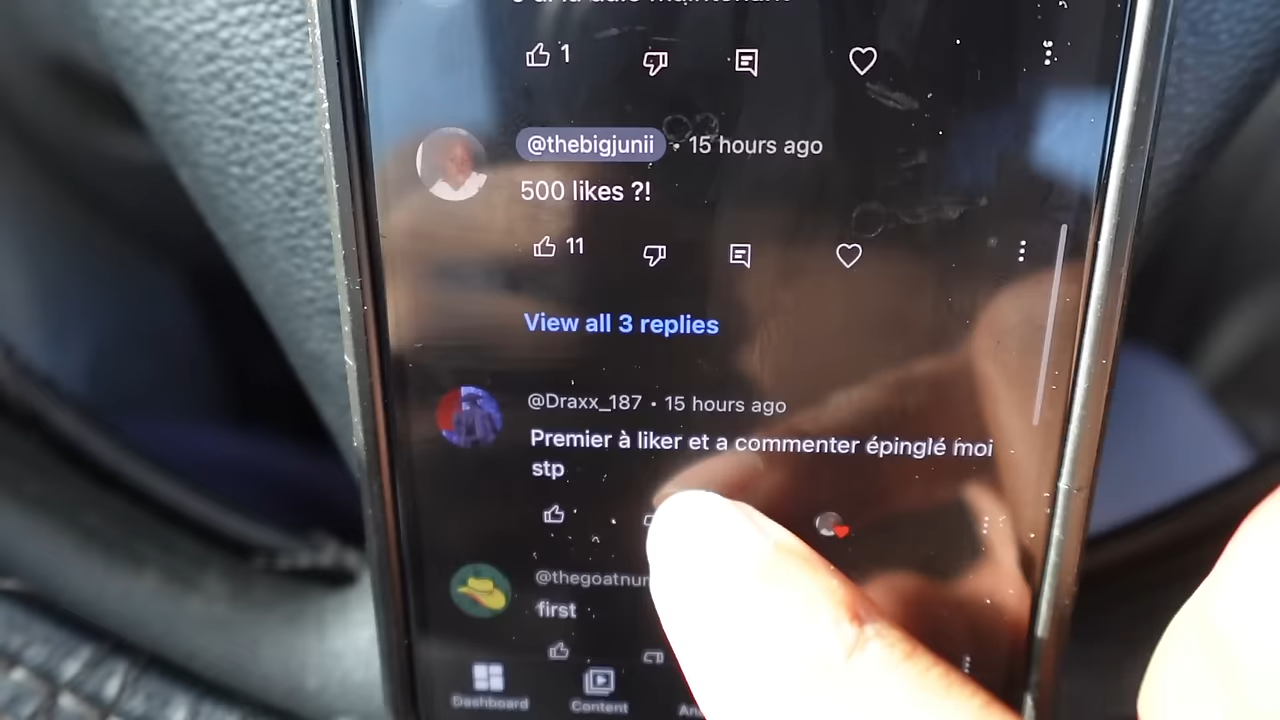 1
@thebigjunii • 15 hours ago
500 likes ?!
11
View all 3 replies
@Draxx_187 • 15 hours ago
Premier à liker et a commenter épinglé moi
stp
first
Dashboard
Content